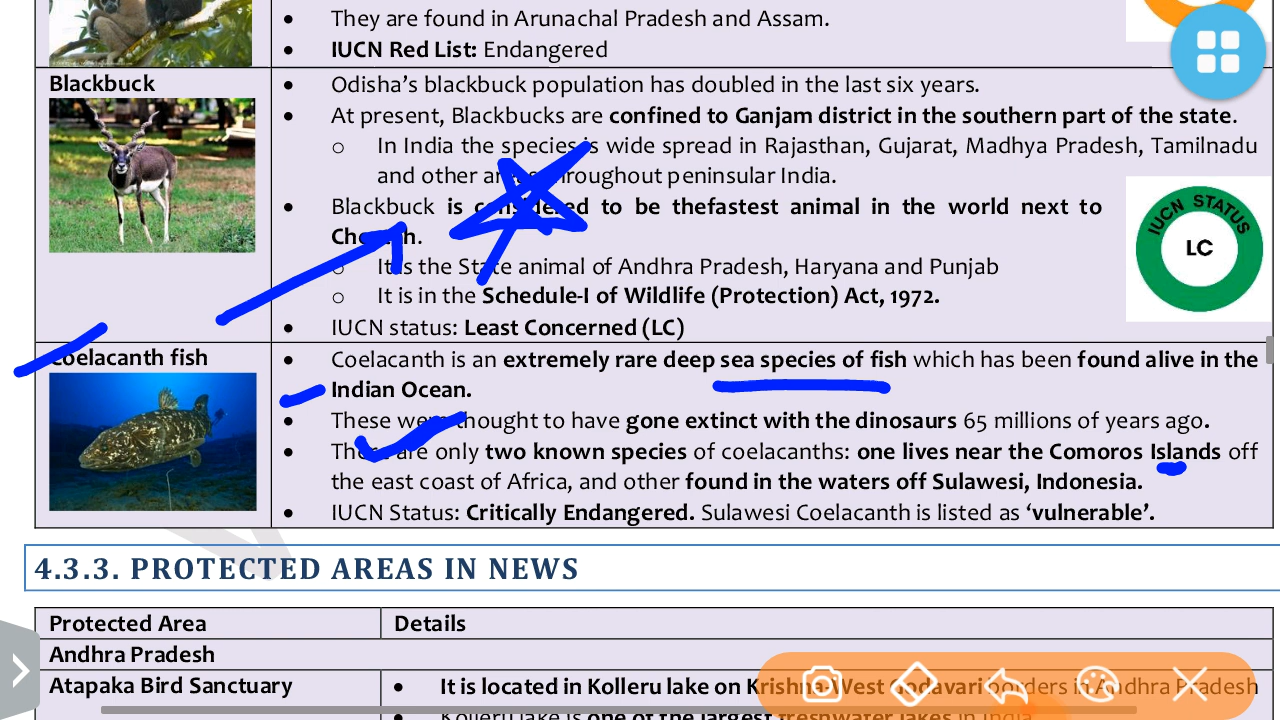 • They are found in Arunachal Pradesh and Assam.
• IUCN Red List: Endangered
Blackbuck
• Odisha’s blackbuck population has doubled in the last six years.
• At present, Blackbucks are confined to Ganjam district in the southern part of the state.
o In India the species is wide spread in Rajasthan, Gujarat, Madhya Pradesh, Tamilnadu
and other areas throughout peninsular India.
• Blackbuck is considered to be thefastest animal in the world next to
Cheetah.
o It is the State animal of Andhra Pradesh, Haryana and Punjab
o It is in the Schedule-I of Wildlife (Protection) Act, 1972.
• IUCN status: Least Concerned (LC)
IUCN STATUS
LC
Coelacanth fish
• Coelacanth is an extremely rare deep sea species of fish which has been found alive in the
Indian Ocean.
• These were thought to have gone extinct with the dinosaurs 65 millions of years ago.
• There are only two known species of coelacanths: one lives near the Comoros Islands off
the east coast of Africa, and other found in the waters off Sulawesi, Indonesia.
• IUCN Status: Critically Endangered. Sulawesi Coelacanth is listed as ‘vulnerable’.
4.3.3. PROTECTED AREAS IN NEWS
Protected Area Details
Andhra Pradesh
Atapaka Bird Sanctuary • It is located in Kolleru lake on Krishna-West Godavari borders in Andhra Pradesh
• Kolleru lake is one of the largest freshwater lakes in India